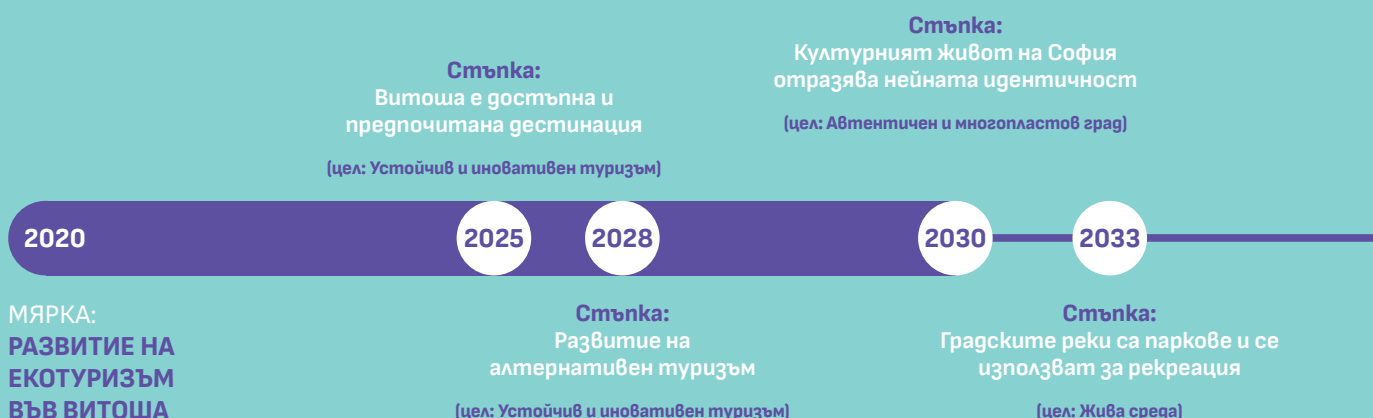 Стъпка:
Културният живот на София
отразява нейната идентичност
(цел: Автентичен и многопластов град)
Стъпка:
Витоша е достъпна и
предпочитана дестинация
(цел: Устойчив и иновативен туризъм)
2020
2025
2028
2030
2033
МЯРКА:
РАЗВИТИЕ НА
ЕКОТУРИЗЪМ
ВЪВ ВИТОША
Стъпка:
Развитие на
алтернативен туризъм
(цел: Устойчив и иновативен туризъм)
Стъпка:
Градските реки са паркове и се
използват за рекреация
(цел: Жива среда)